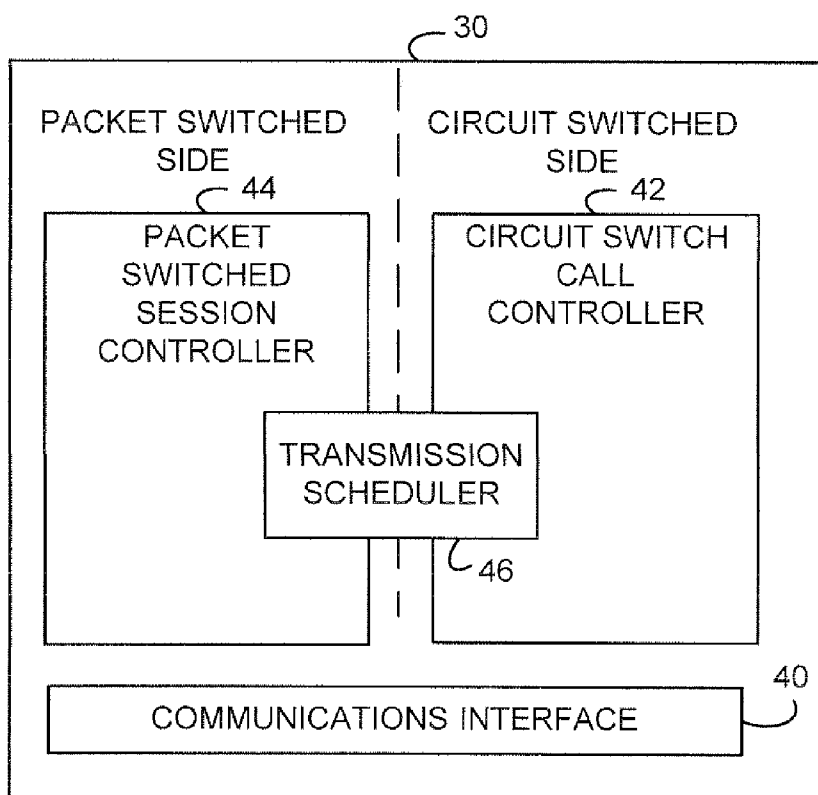 30
PACKET SWITCHED
SIDE
CIRCUIT SWITCHED
SIDE
44
42
PACKET
SWITCHED
SESSION
CONTROLLER
CIRCUIT SWITCH
CALL
CONTROLLER
TRANSMISSION
SCHEDULER
46
40
COMMUNICATIONS INTERFACE